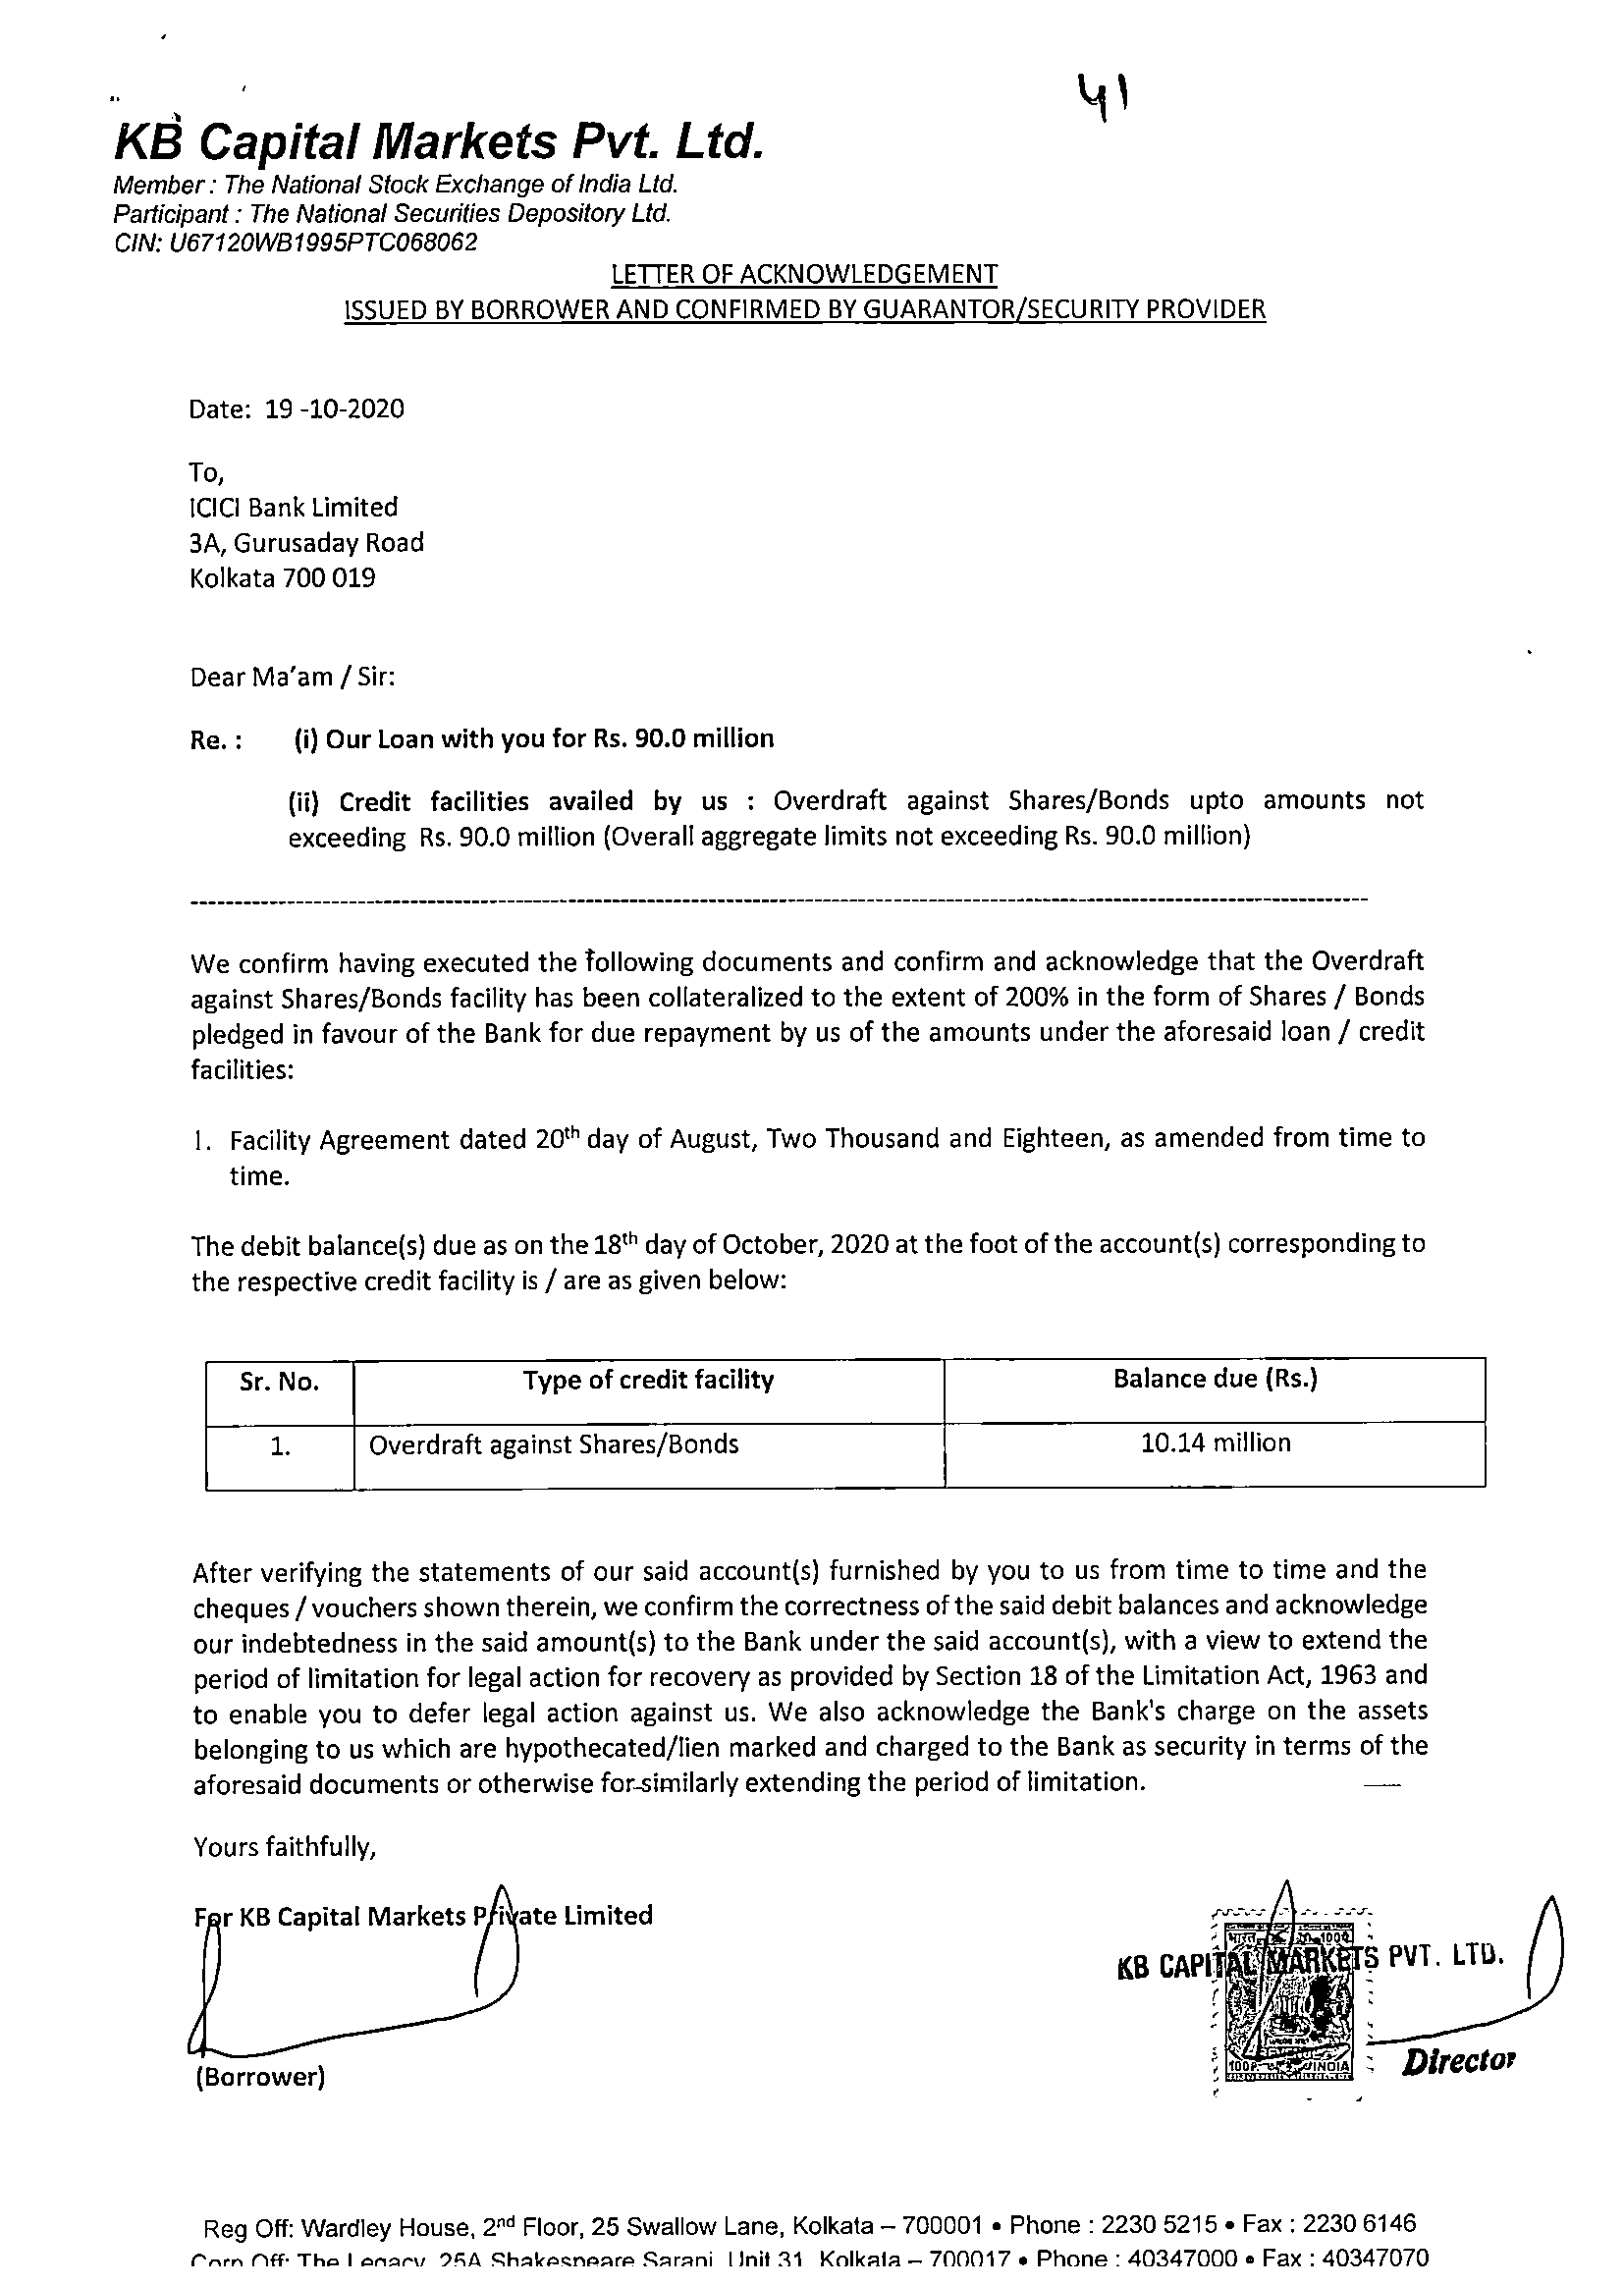 41
KB Capital Markets Pvt. Ltd.
Member : The National Stock Exchange of India Ltd.
Participant : The National Securities Depository Ltd.
CIN: U67120WB1995PTC068062
LETTER OF ACKNOWLEDGEMENT
ISSUED BY BORROWER AND CONFIRMED BY GUARANTOR/SECURITY PROVIDER
Date: 19 -10-2020
To,
ICICI Bank Limited
3A, Gurusaday Road
Kolkata 700 019
Dear Ma'am / Sir:
Re. : (i) Our Loan with you for Rs. 90.0 million
(ii) Credit facilities availed by us : Overdraft against Shares/Bonds upto amounts not
exceeding Rs. 90.0 million (Overall aggregate limits not exceeding Rs. 90.0 million)
We confirm having executed the following documents and confirm and acknowledge that the Overdraft
against Shares/Bonds facility has been collateralized to the extent of 200% in the form of Shares / Bonds
pledged in favour of the Bank for due repayment by us of the amounts under the aforesaid loan / credit
facilities:
1. Facility Agreement dated 20th day of August, Two Thousand and Eighteen, as amended from time to
time.
The debit balance(s) due as on the 18th day of October, 2020 at the foot of the account(s) corresponding to
the respective credit facility is / are as given below:
Sr. No. Type of credit facility Balance due (Rs.)
1. Overdraft against Shares/Bonds 10.14 million
After verifying the statements of our said account(s) furnished by you to us from time to time and the
cheques / vouchers shown therein, we confirm the correctness of the said debit balances and acknowledge
our indebtedness in the said amount(s) to the Bank under the said account(s), with a view to extend the
period of limitation for legal action for recovery as provided by Section 18 of the Limitation Act, 1963 and
to enable you to defer legal action against us. We also acknowledge the Bank's charge on the assets
belonging to us which are hypothecated/lien marked and charged to the Bank as security in terms of the
aforesaid documents or otherwise for similarly extending the period of limitation.
Yours faithfully,
For KB Capital Markets Private Limited
KB CAPITAL MARKETS PVT. LTD.
INDIA
Director
(Borrower)
Reg Off: Wardley House, 2nd Floor, 25 Swallow Lane, Kolkata – 700001 • Phone : 2230 5215 • Fax : 2230 6146
Corp Off: The Legacy, 25A Shakespeare Sarani, Unit 31, Kolkata – 700017 • Phone : 40347000 • Fax : 40347070